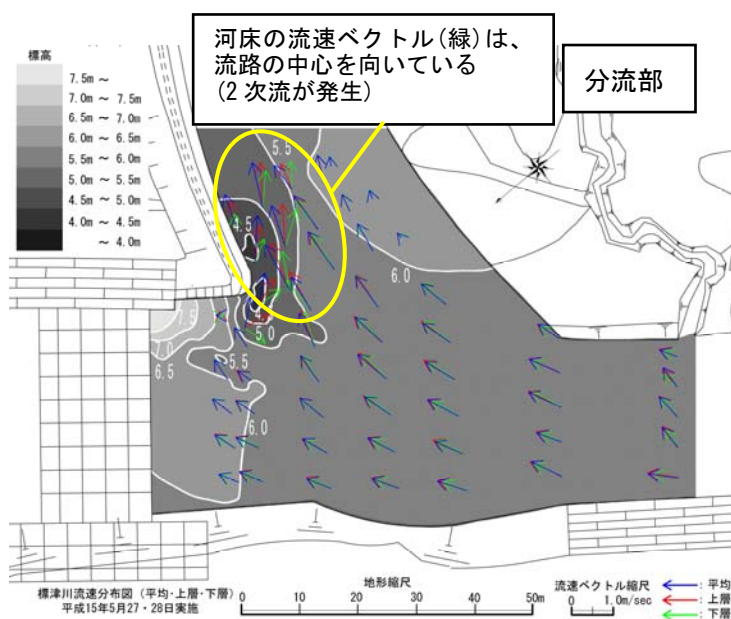 河床の流速ベクトル(緑)は、
流路の中心を向いている
(2次流が発生)
分流部
標高
7.5m ～
7.0m ～ 7.5m
6.5m ～ 7.0m
6.0m ～ 6.5m
5.5m ～ 6.0m
5.0m ～ 5.5m
4.5m ～ 5.0m
4.0m ～ 4.5m
～ 4.0m
5.5
4.5
6.0
7.5
5.0
7.0
5.5
6.5
6.0
標津川流速分布図 (平均・上層・下層)
平成15年5月27・28日実施
地形縮尺
0 10 20 30 40 50m
流速ベクトル縮尺
0 1.0m/sec
: 平均
: 上層
: 下層